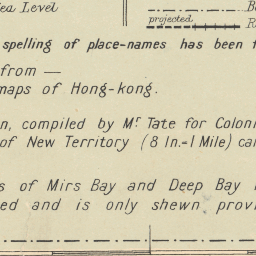 ea Level
projected
spelling of place-names has been
from —
maps of Hong-kong.
compiled by Mr Tate for Coloni
of New Territory (8 In.=1 Mile) ca
of Mirs Bay and Deep Bay
ed and is only shewn prov